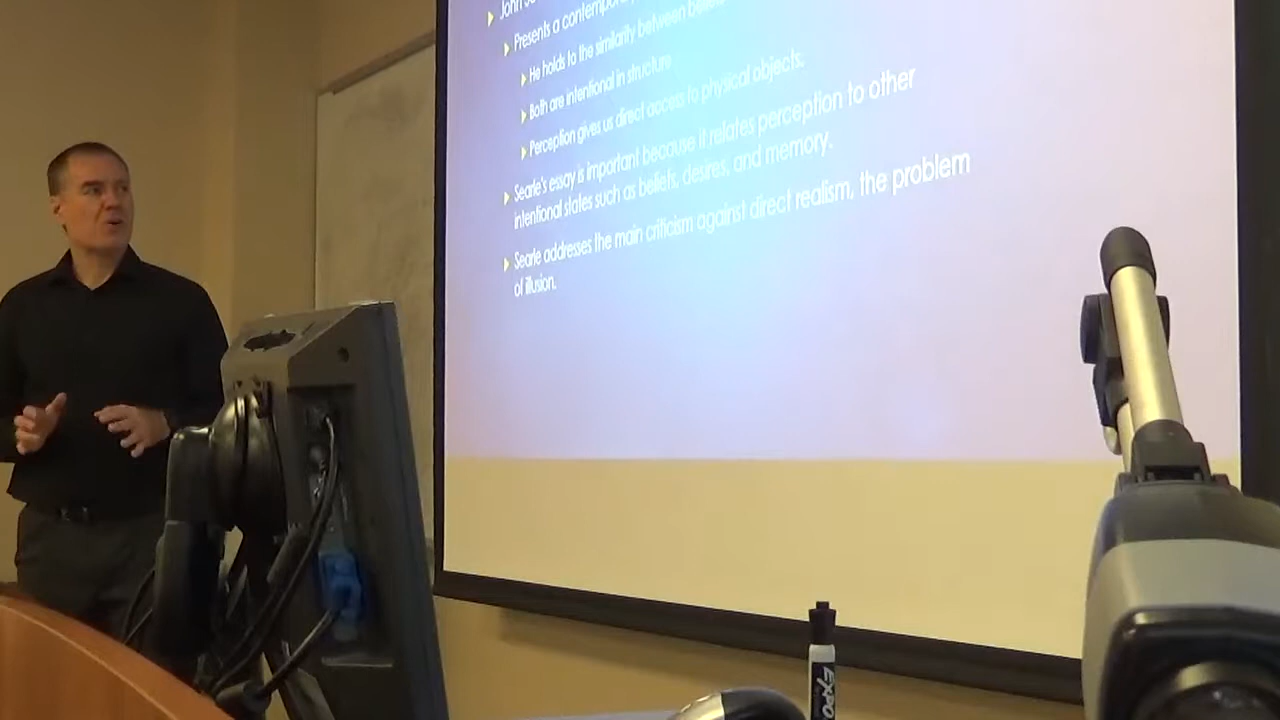 John
Presents a contemporary
He holds to the similarity between beliefs
Both are intentional in structure
Perception gives us direct access to physical objects.
Searle's essay is important because it relates perception to other
intentional states such as beliefs, desires, and memory.
Searle addresses the main criticism against direct realism, the problem
of illusion.
EXPO